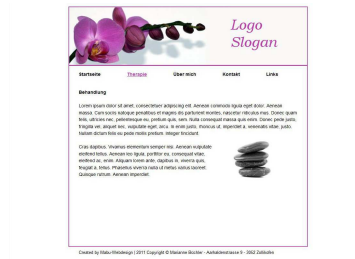 Logo
Slogan
Startseite Therapie Über mich Kontakt Links
Behandlung
Lorem ipsum dolor sit amet, consectetuer adipiscing elit. Aenean commodo ligula eget dolor. Aenean
massa. Cum sociis natoque penatibus et magnis dis parturient montes, nascetur ridiculus mus. Donec quam
felis, ultricies nec, pellentesque eu, pretium quis, sem. Nulla consequat massa quis enim. Donec pede justo,
fringilla vel, aliquet nec, vulputate eget, arcu. In enim justo, rhoncus ut, imperdiet a, venenatis vitae, justo.
Nullam dictum felis eu pede mollis pretium. Integer tincidunt.
Cras dapibus. Vivamus elementum semper nisi. Aenean vulputate
eleifend tellus. Aenean leo ligula, porttitor eu, consequat vitae,
eleifend ac, enim. Aliquam lorem ante, dapibus in, viverra quis,
feugiat a, tellus. Phasellus viverra nulla ut metus varius laoreet.
Quisque rutrum. Aenean imperdiet.
Created by Malu-Webdesign | 2011 Copyright © Marianne - 3052 Zollikofen